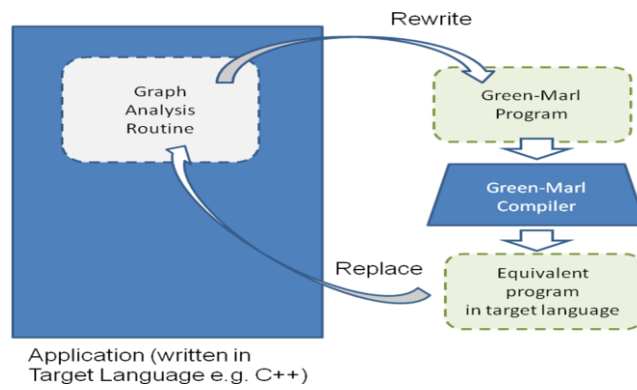 Rewrite
Graph
Analysis
Routine
Green-Marl
Program
Green-Marl
Compiler
Replace
Equivalent
program
in target language
Application (written in
Target Language e.g. C++)